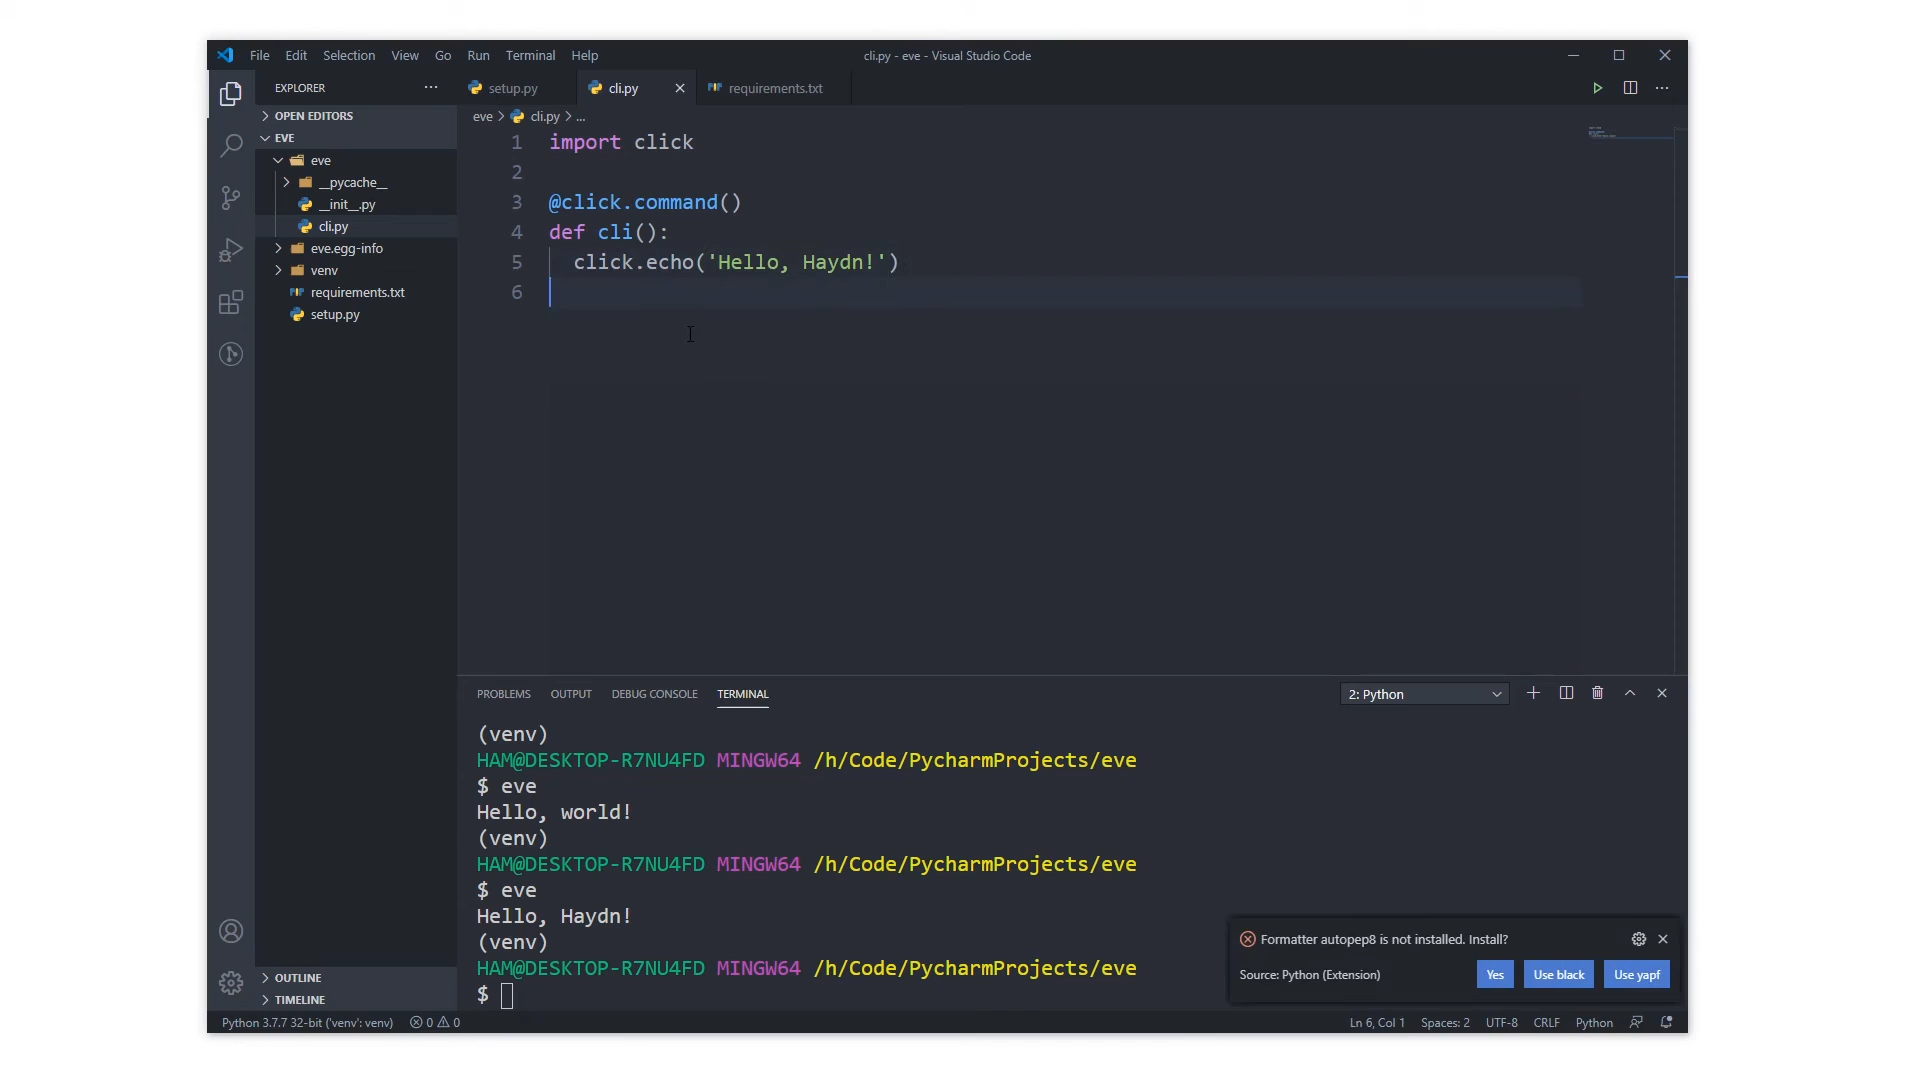 File Edit Selection View Go Run Terminal Help
cli.py - eve - Visual Studio Code
EXPLORER
setup.py
cli.py
requirements.txt
OPEN EDITORS
EVE
eve
__pycache__
__init__.py
cli.py
eve.egg-info
venv
requirements.txt
setup.py
OUTLINE
TIMELINE
eve > cli.py > ...
1 import click
2
3 @click.command()
4 def cli():
5 click.echo('Hello, Haydn!')
6
PROBLEMS OUTPUT DEBUG CONSOLE TERMINAL
2: Python
(venv)
HAM@DESKTOP-R7NU4FD MINGW64 /h/Code/PycharmProjects/eve
$ eve
Hello, world!
(venv)
HAM@DESKTOP-R7NU4FD MINGW64 /h/Code/PycharmProjects/eve
$ eve
Hello, Haydn!
(venv)
HAM@DESKTOP-R7NU4FD MINGW64 /h/Code/PycharmProjects/eve
$
Formatter autopep8 is not installed. Install?
Source: Python (Extension)
Yes
Use black
Use yapf
Python 3.7.7 32-bit ('venv': venv) 0 0
Ln 6, Col 1 Spaces: 2 UTF-8 CRLF Python